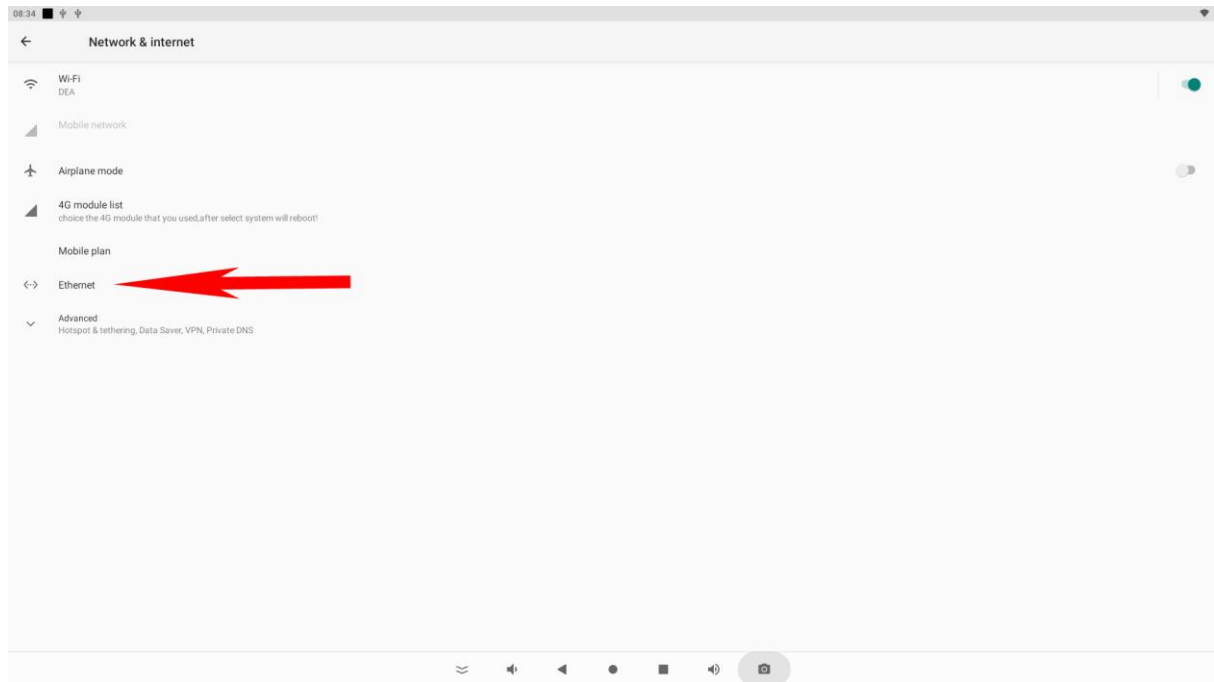 08:34
Network & internet
Wi-Fi
DEA
Mobile network
Airplane mode
4G module list
choice the 4G module that you used,after select system will reboot!
Mobile plan
Ethernet
Advanced
Hotspot & tethering, Data Saver, VPN, Private DNS